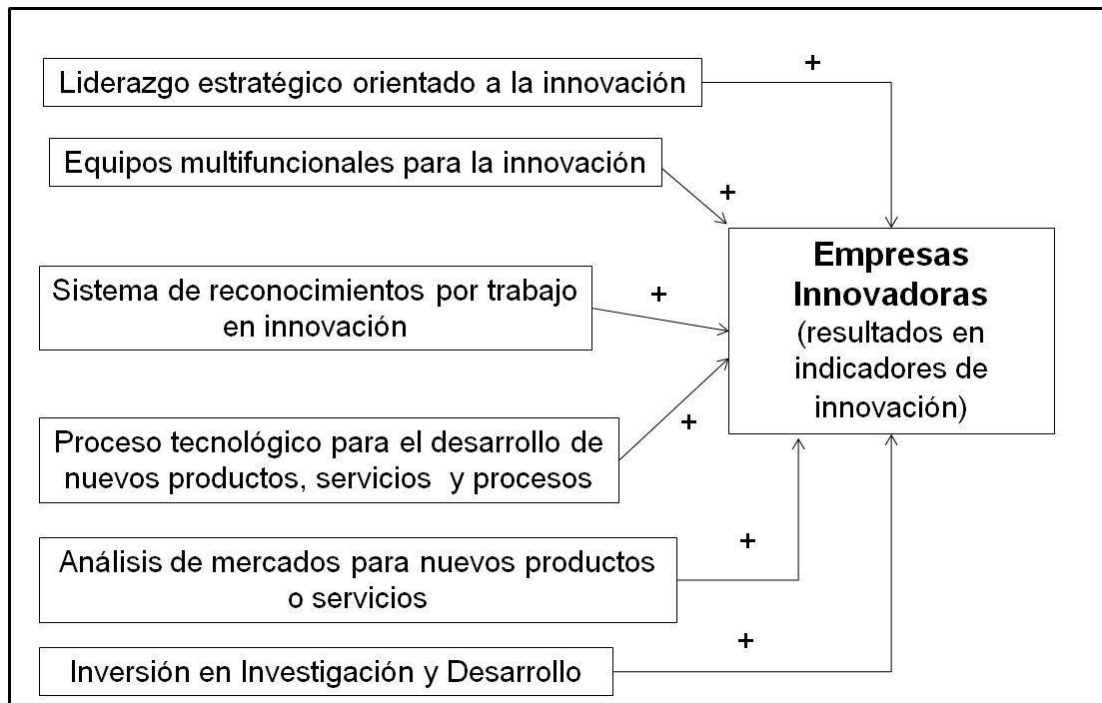 Liderazgo estratégico orientado a la innovación
+
Equipos multifuncionales para la innovación
+
Sistema de reconocimientos por trabajo
en innovación
+
Proceso tecnológico para el desarrollo de
nuevos productos, servicios y procesos
+
Análisis de mercados para nuevos productos
o servicios
+
Inversión en Investigación y Desarrollo
+
Empresas
Innovadoras
(resultados en
indicadores de
innovación)